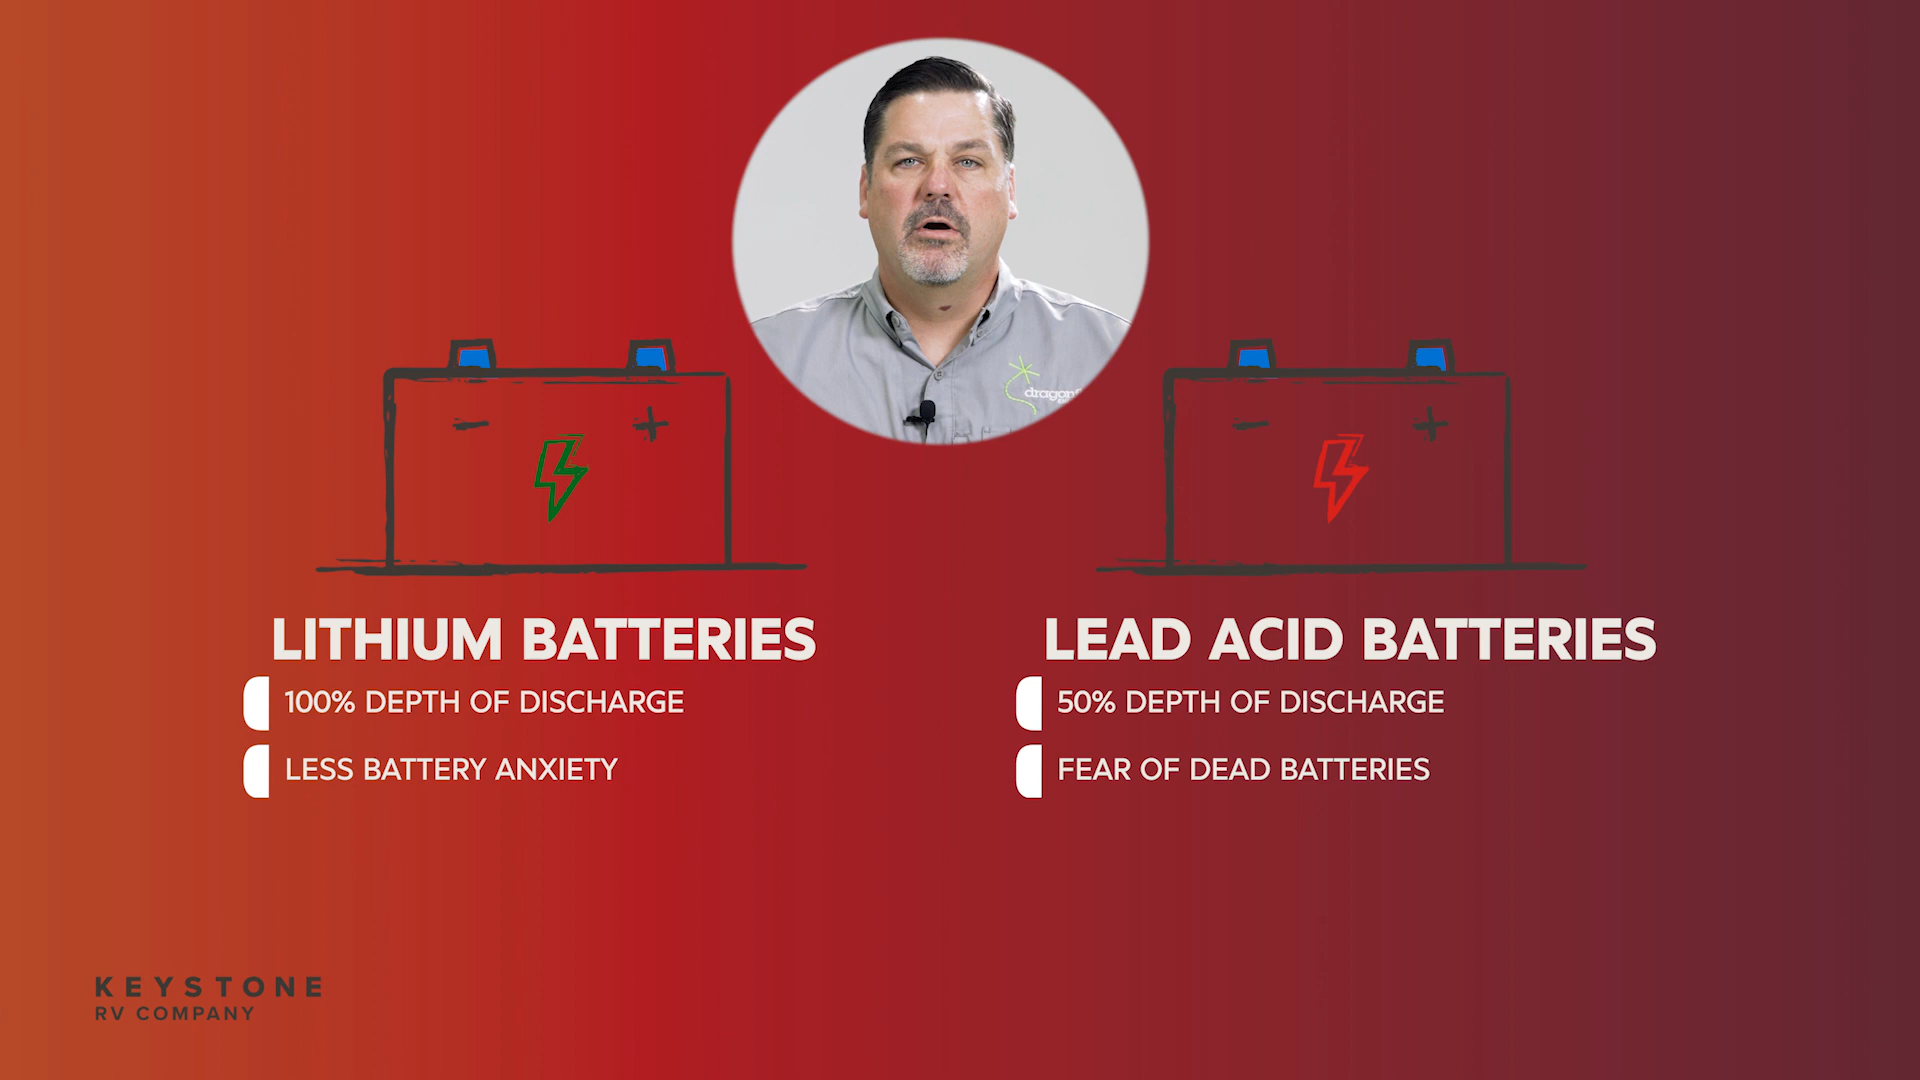 dragonf
LITHIUM BATTERIES
100% DEPTH OF DISCHARGE
LESS BATTERY ANXIETY
LEAD ACID BATTERIES
50% DEPTH OF DISCHARGE
FEAR OF DEAD BATTERIES
KEYSTONE
RV COMPANY